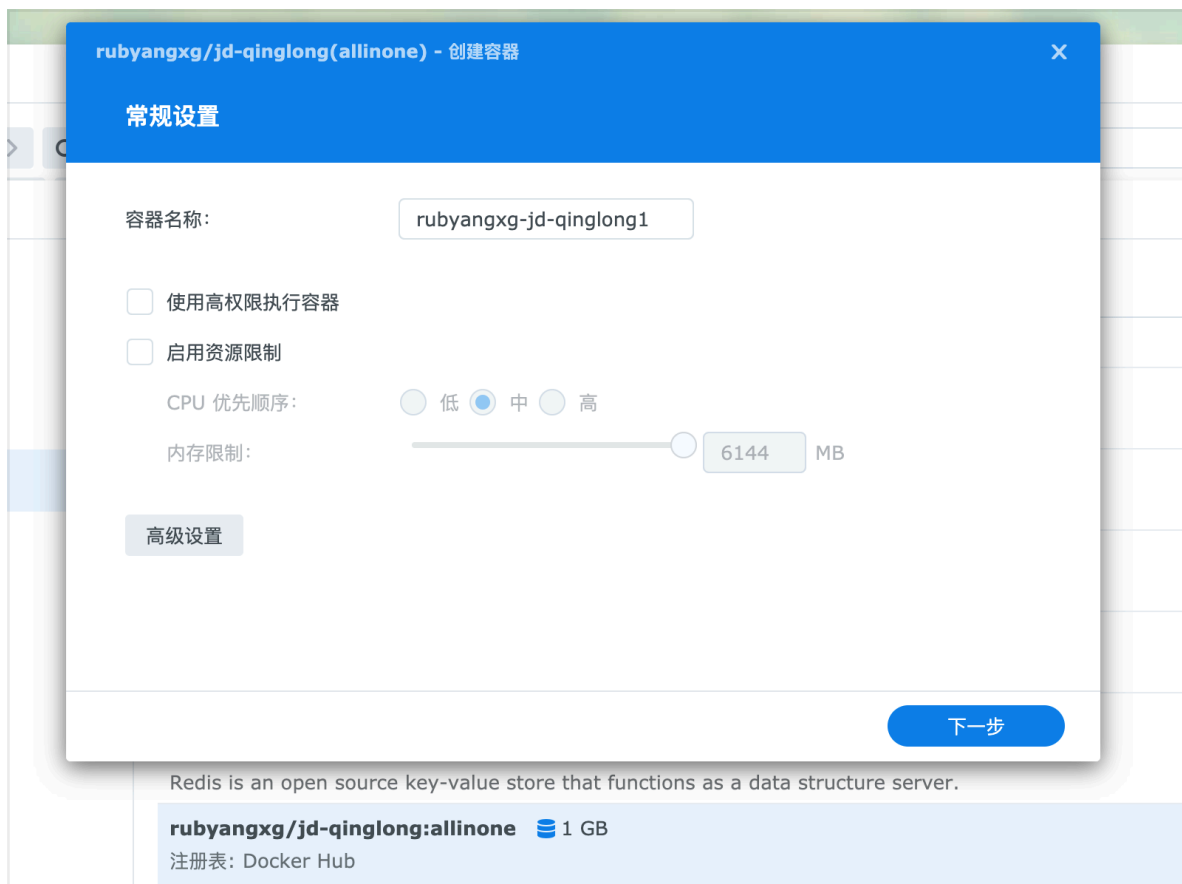 rubyangxg/jd-qinglong(allinone) - 创建容器
常规设置
容器名称:
rubyangxg-jd-qinglong1
使用高权限执行容器
启用资源限制
CPU 优先顺序:
低 中 高
内存限制:
6144 MB
高级设置
下一步
Redis is an open source key-value store that functions as a data structure server.
rubyangxg/jd-qinglong:allinone 1 GB
注册表: Docker Hub